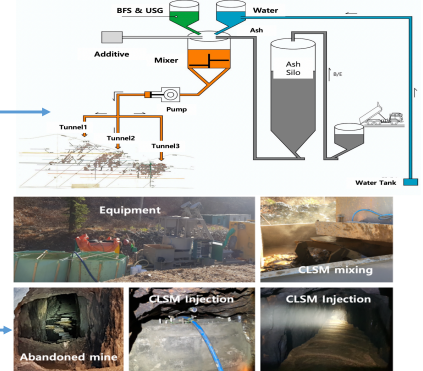 BFS & USG
Water
Ash
Additive
Mixer
Ash
Silo
B/E
Pump
Tunnel1
Tunnel2
Tunnel3
Water Tank
Equipment
CLSM mixing
Abandoned mine
CLSM Injection
CLSM Injection